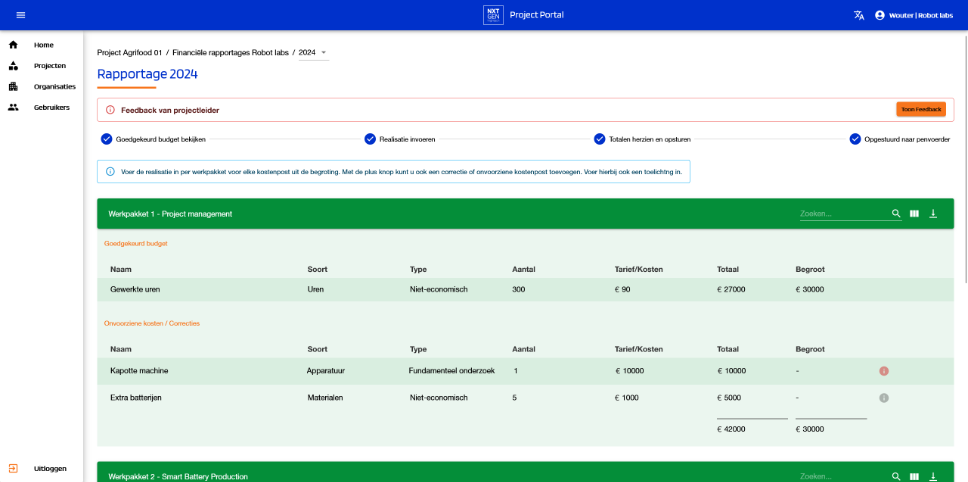 NXT
GEN
Project Portal
Wouter | Robot labs
Home
Projecten
Organisaties
Gebruikers
Uitloggen
Project Agrifood 01 / Financiële rapportages Robot labs / 2024
Rapportage 2024
Feedback van projectleider
Toon Feedback
Goedgekeurd budget bekijken
Realisatie invoeren
Totalen herzien en opsturen
Opgestuurd naar penvoerder
Voer de realisatie in per werkpakket voor elke kostenpost uit de begroting. Met de plus knop kunt u ook een correctie of onvoorziene kostenpost toevoegen. Voer hierbij ook een toelichting in.
Werkpakket 1 - Project management
Zoeken...
Goedgekeurd budget
Naam Soort Type Aantal Tarief/Kosten Totaal Begroot
Gewerkte uren Uren Niet-economisch 300 € 90 € 27000 € 30000
Onvoorziene kosten / Correcties
Naam Soort Type Aantal Tarief/Kosten Totaal Begroot
Kapotte machine Apparatuur Fundamenteel onderzoek 1 € 10000 € 10000 -
Extra batterijen Materialen Niet-economisch 5 € 1000 € 5000 -
€ 42000 € 30000
Werkpakket 2 - Smart Battery Production
Zoeken...